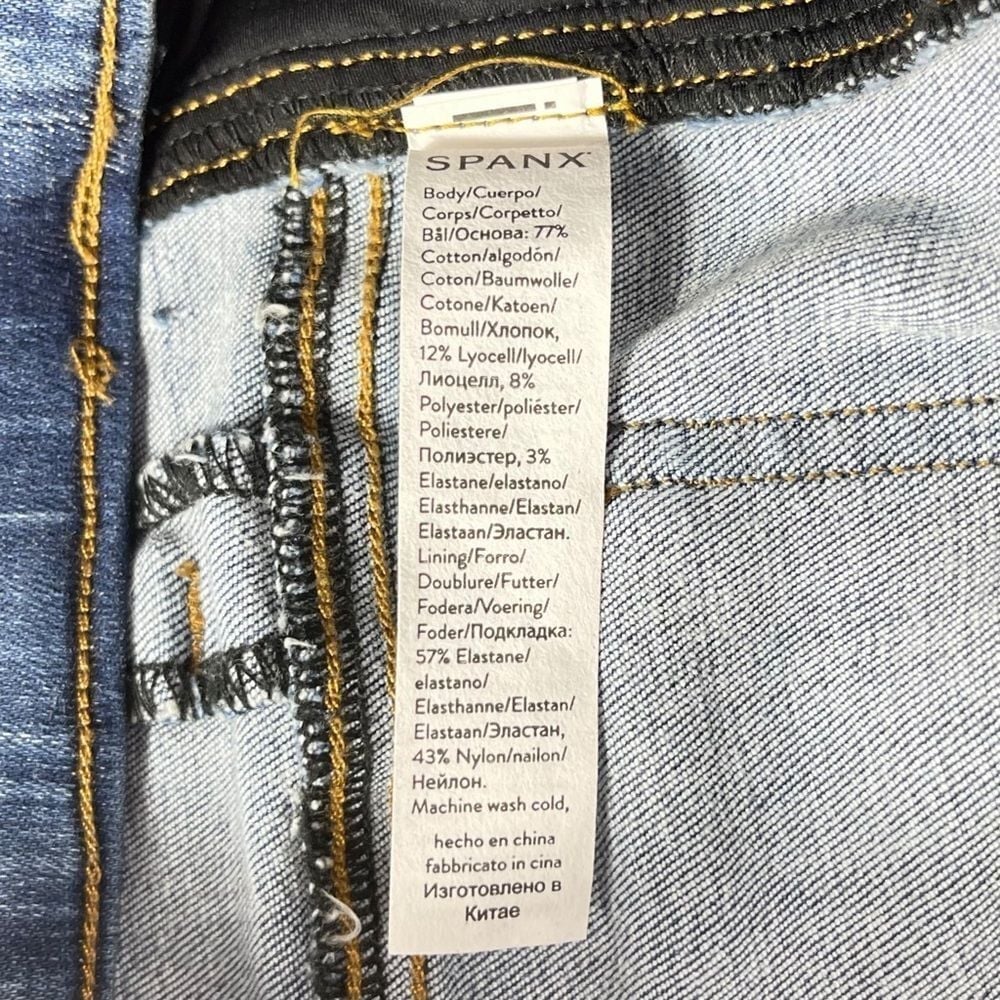 SPANX
Body/Cuerpo/
Corps/Corpetto/
Bål/Основа: 77%
Cotton/algodón/
Coton/Baumwolle/
Cotone/Katoen/
Bomull/Хлопок,
12% Lyocell/lyocell/
Лиоцелл, 8%
Polyester/poliéster/
Poliestere/
Полиэстер, 3%
Elastane/elastano/
Elasthanne/Elastan/
Elastaan/Эластан.
Lining/Forro/
Doublure/Futter/
Fodera/Voering/
Foder/Подкладка:
57% Elastane/
elastano/
Elasthanne/Elastan/
Elastaan/Эластан,
43% Nylon/nailon/
Нейлон.
Machine wash cold,
hecho en china
fabbricato in cina
Изготовлено в
Китае